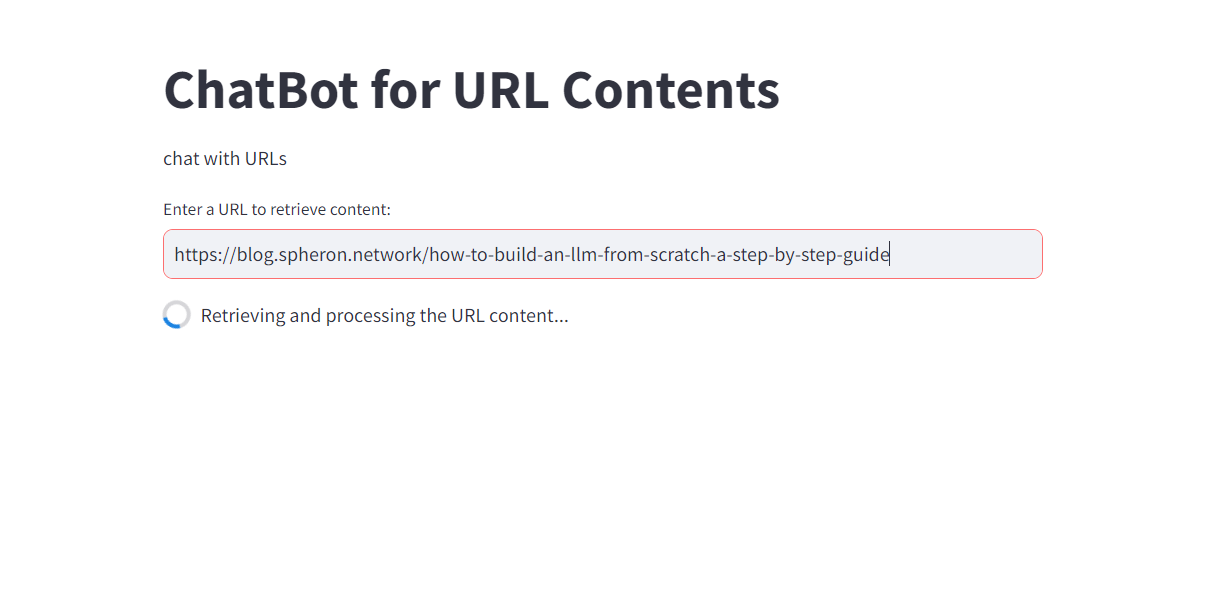 ChatBot for URL Contents
chat with URLs
Enter a URL to retrieve content:
https://blog.spheron.network/how-to-build-an-llm-from-scratch-a-step-by-step-guide
Retrieving and processing the URL content...